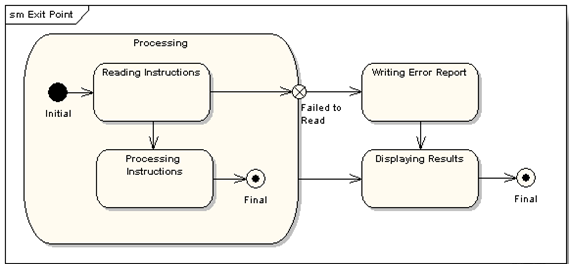 sm Exit Point
Processing
Reading Instructions
Writing Error Report
Initial
Failed to
Read
Processing
Instructions
Displaying Results
Final
Final